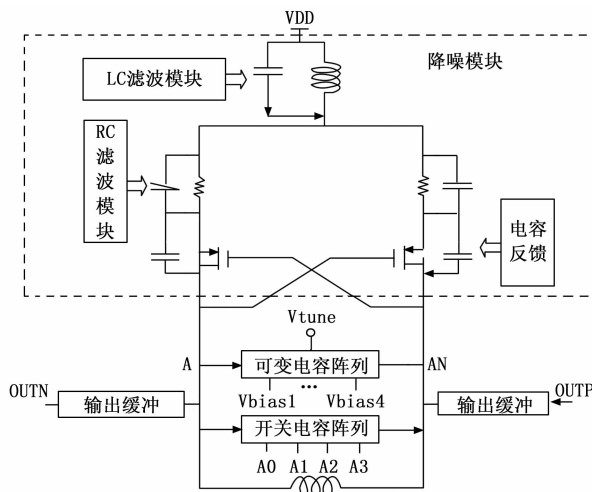 VDD
LC滤波模块
降噪模块
RC
滤
波
模
块
电容
反馈
Vtune
A
可变电容阵列
AN
OUTN
Vbias1
•••
Vbias4
OUTP
输出缓冲
开关电容阵列
输出缓冲
A0 A1 A2 A3